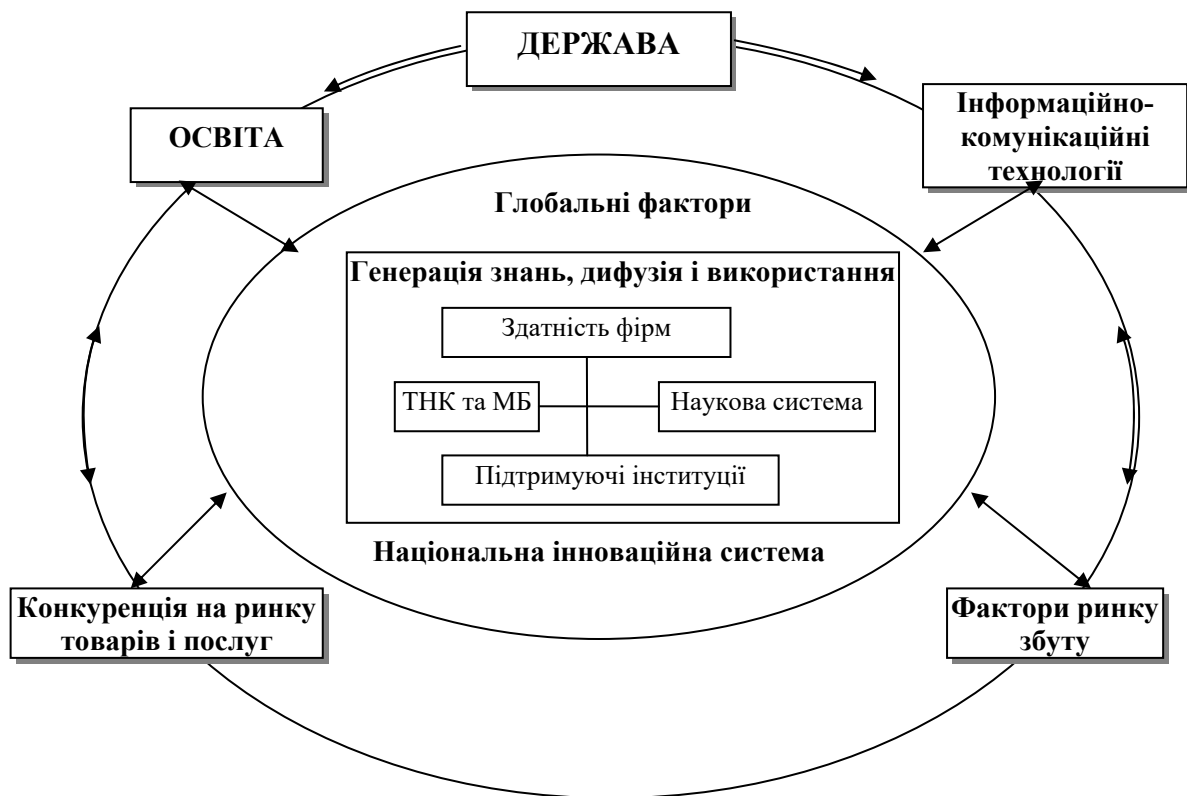 ДЕРЖАВА
ОСВІТА
Інформаційно-
комунікаційні
технології
Глобальні фактори
Генерація знань, дифузія і використання
Здатність фірм
ТНК та МБ
Наукова система
Підтримуючі інституції
Національна інноваційна система
Конкуренція на ринку
товарів і послуг
Фактори ринку
збуту